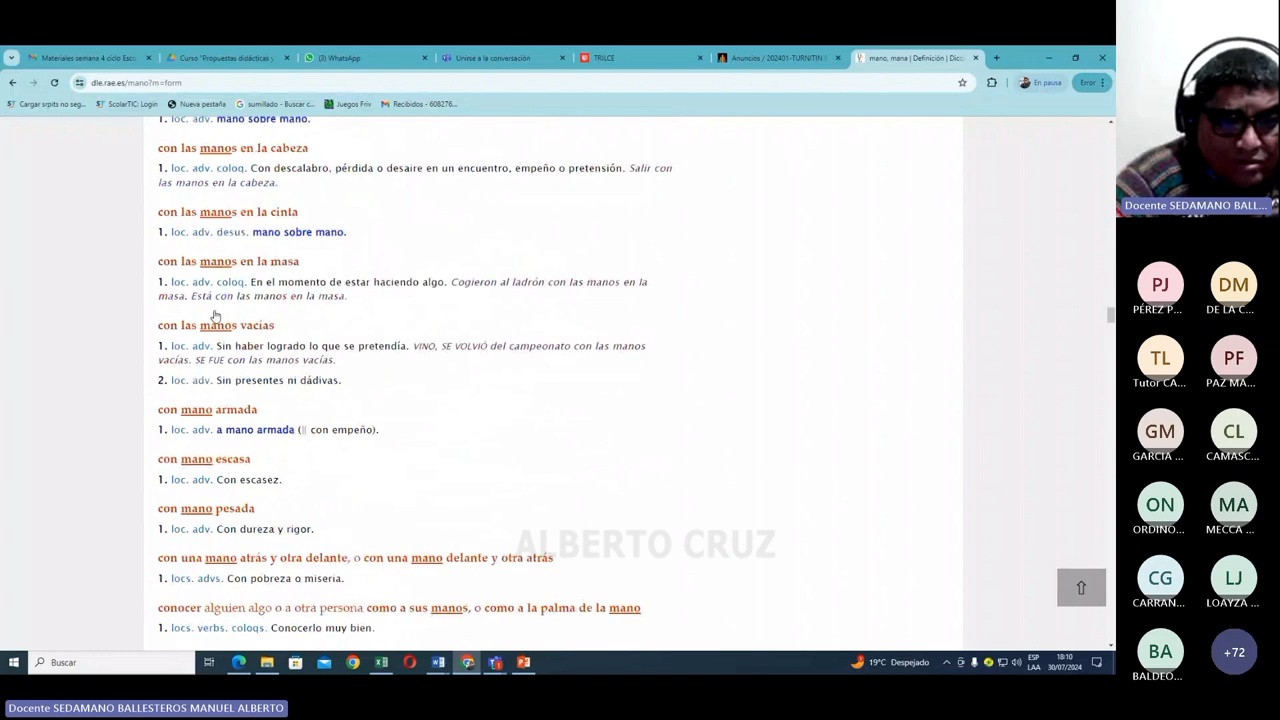 Materiales semana 4 ciclo Esco
Curso "Propuestas didácticas y
(3) WhatsApp
Unirse a la conversación
TRILCE
Anuncios / 202401-TURNITIN
mano, mana | Definición | Dicc
dle.rae.es/mano?m=form
En pausa
Error
Cargar srpits no seg...
ScolarTIC: Login
Nueva pestaña
sumillado - Buscar c...
Juegos Friv
Recibidos - 608276...
1. loc. adv. mano sobre mano.
con las manos en la cabeza
1. loc. adv. coloq. Con descalabro, pérdida o desaire en un encuentro, empeño o pretensión. Salir con
las manos en la cabeza.
con las manos en la cinta
1. loc. adv. desus. mano sobre mano.
con las manos en la masa
1. loc. adv. coloq. En el momento de estar haciendo algo. Cogieron al ladrón con las manos en la
masa. Está con las manos en la masa.
con las manos vacías
1. loc. adv. Sin haber logrado lo que se pretendía. VINO, SE VOLVIÓ del campeonato con las manos
vacías. SE FUE con las manos vacías.
2. loc. adv. Sin presentes ni dádivas.
con mano armada
1. loc. adv. a mano armada (‖ con empeño).
con mano escasa
1. loc. adv. Con escasez.
con mano pesada
1. loc. adv. Con dureza y rigor.
ALBERTO CRUZ
con una mano atrás y otra delante, o con una mano delante y otra atrás
1. locs. advs. Con pobreza o miseria.
conocer alguien algo o a otra persona como a sus manos, o como a la palma de la mano
1. locs. verbs. coloqs. Conocerlo muy bien.
Buscar
19°C Despejado
ESP
LAA
18:10
30/07/2024
Docente SEDAMANO BALL...
PJ
PÉREZ P...
DM
DE LA C...
TL
Tutor CA...
PF
PAZ MA...
GM
GARCIA ...
CL
CAMASC...
ON
ORDINO...
MA
MECCA ...
CG
CARRAN...
LJ
LOAYZA ...
BA
BALDEO...
+72
Docente SEDAMANO BALLESTEROS MANUEL ALBERTO